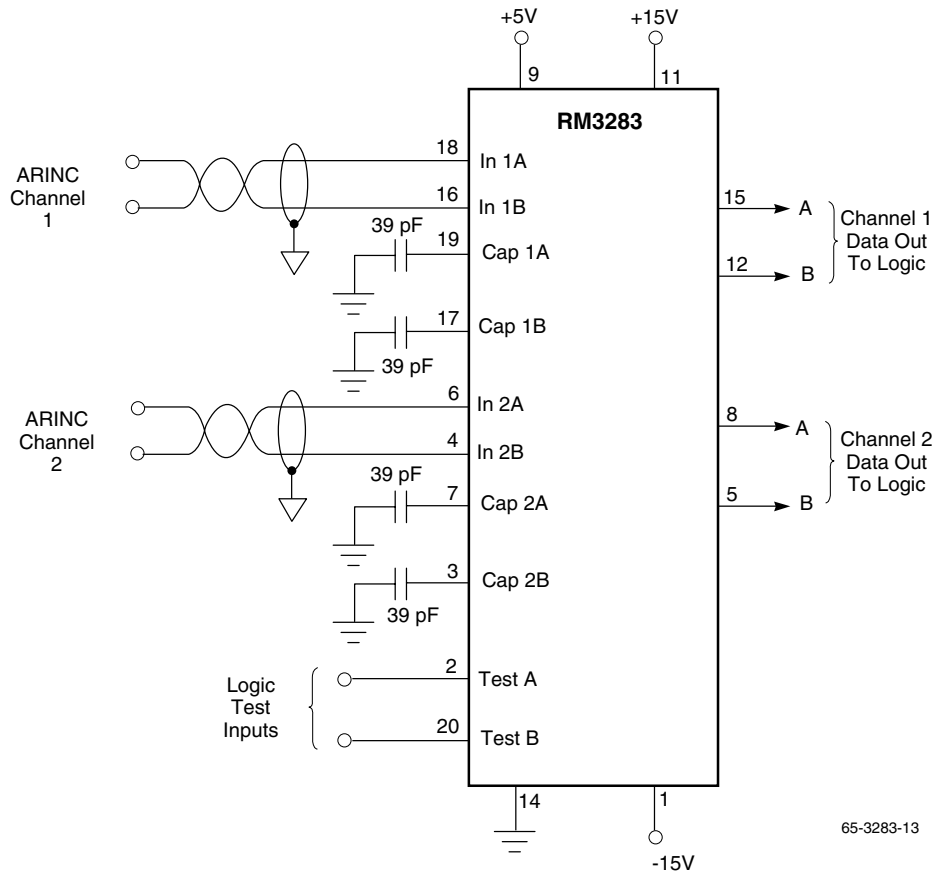 +5V
+15V
9
11
RM3283
ARINC
Channel
1
18
In 1A
16
In 1B
39 pF
19
Cap 1A
17
Cap 1B
39 pF
15
A
12
B
Channel 1
Data Out
To Logic
ARINC
Channel
2
6
In 2A
4
In 2B
39 pF
7
Cap 2A
3
Cap 2B
39 pF
8
A
5
B
Channel 2
Data Out
To Logic
Logic
Test
Inputs
2
Test A
20
Test B
14
1
-15V
65-3283-13